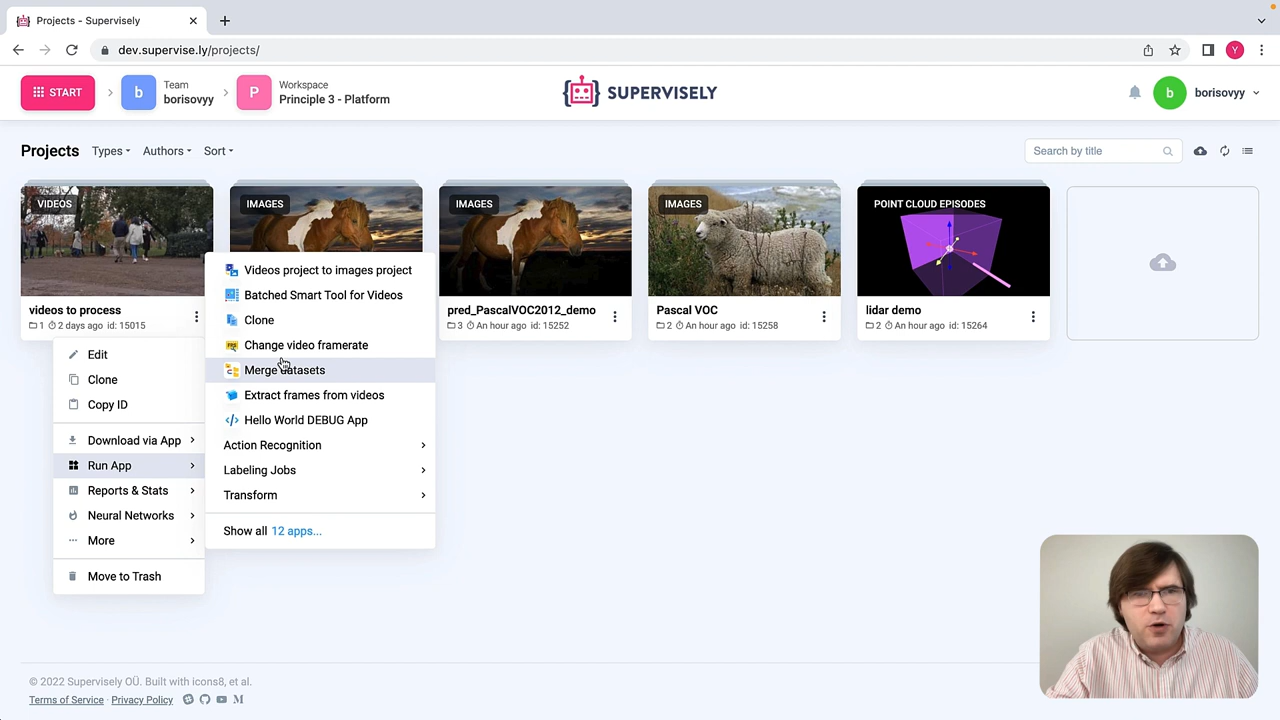 Projects - Supervisely
dev.supervise.ly/projects/
Y
START
b
Team
borisovyy
P
Workspace
Principle 3 - Platform
SUPERVISELY
b
borisovyy
Projects
Types
Authors
Sort
Search by title
VIDEOS
IMAGES
IMAGES
IMAGES
POINT CLOUD EPISODES
videos to process
1 2 days ago id: 15015
pred_PascalVOC2012_demo
3 An hour ago id: 15252
Pascal VOC
2 An hour ago id: 15258
lidar demo
2 An hour ago id: 15264
Edit
Clone
Copy ID
Download via App
Run App
Reports & Stats
Neural Networks
More
Move to Trash
Videos project to images project
Batched Smart Tool for Videos
Clone
Change video framerate
Merge datasets
Extract frames from videos
Hello World DEBUG App
Action Recognition
Labeling Jobs
Transform
Show all 12 apps...
© 2022 Supervisely OÜ. Built with icons8, et al.
Terms of Service · Privacy Policy